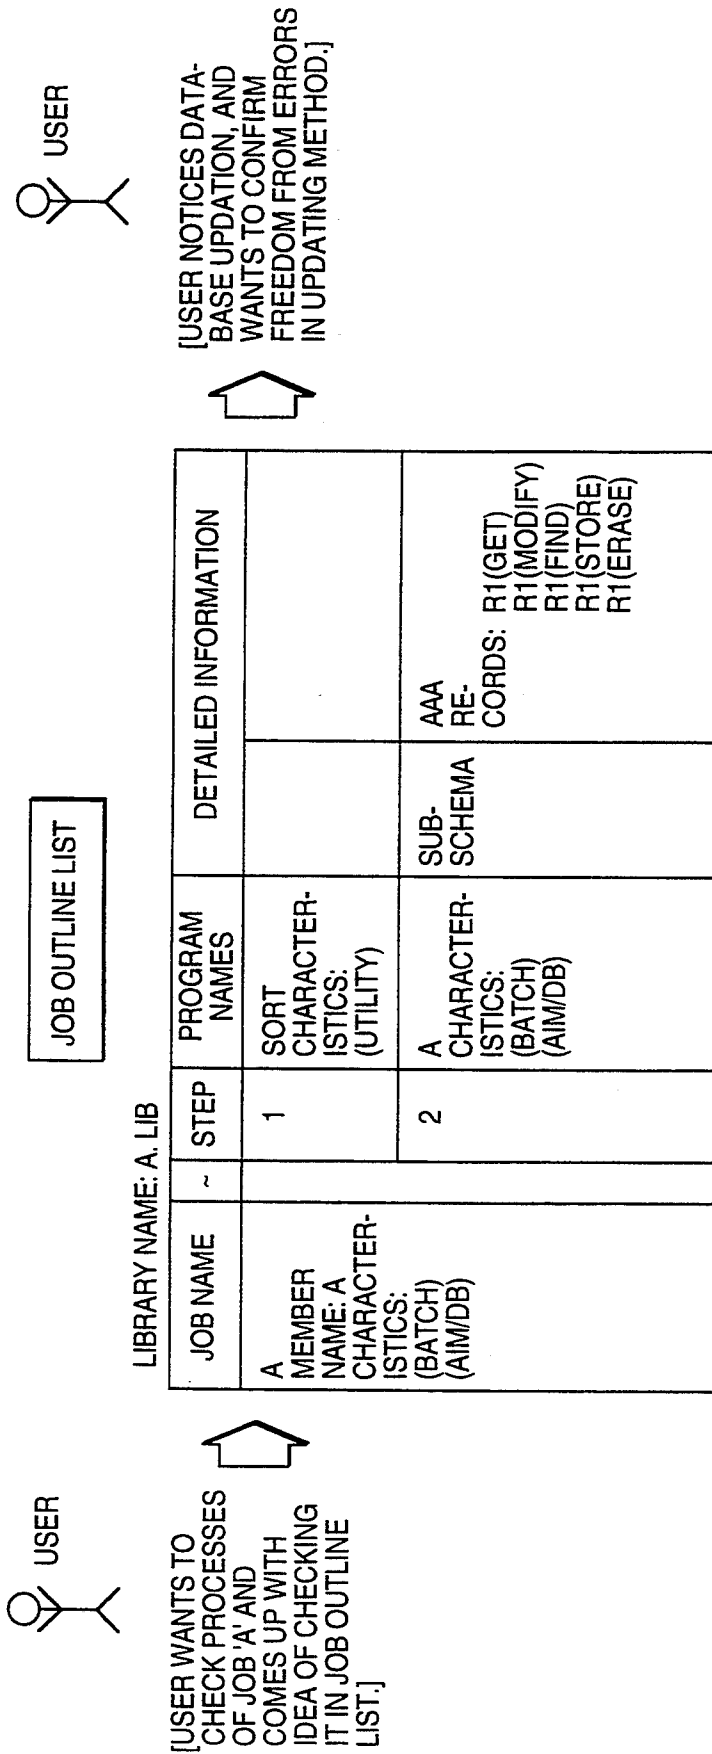 USER
[USER WANTS TO
CHECK PROCESSES
OF JOB 'A' AND
COMES UP WITH
IDEA OF CHECKING
IT IN JOB OUTLINE
LIST.]
JOB OUTLINE LIST
LIBRARY NAME: A. LIB
JOB NAME
~
STEP
PROGRAM
NAMES
DETAILED INFORMATION
A
MEMBER
NAME: A
CHARACTER-
ISTICS:
(BATCH)
(AIM/DB)
1
SORT
CHARACTER-
ISTICS:
(UTILITY)
2
A
CHARACTER-
ISTICS:
(BATCH)
(AIM/DB)
SUB-
SCHEMA
AAA
RE-
CORDS: R1(GET)
R1(MODIFY)
R1(FIND)
R1(STORE)
R1(ERASE)
USER
[USER NOTICES DATA-
BASE UPDATION, AND
WANTS TO CONFIRM
FREEDOM FROM ERRORS
IN UPDATING METHOD.]